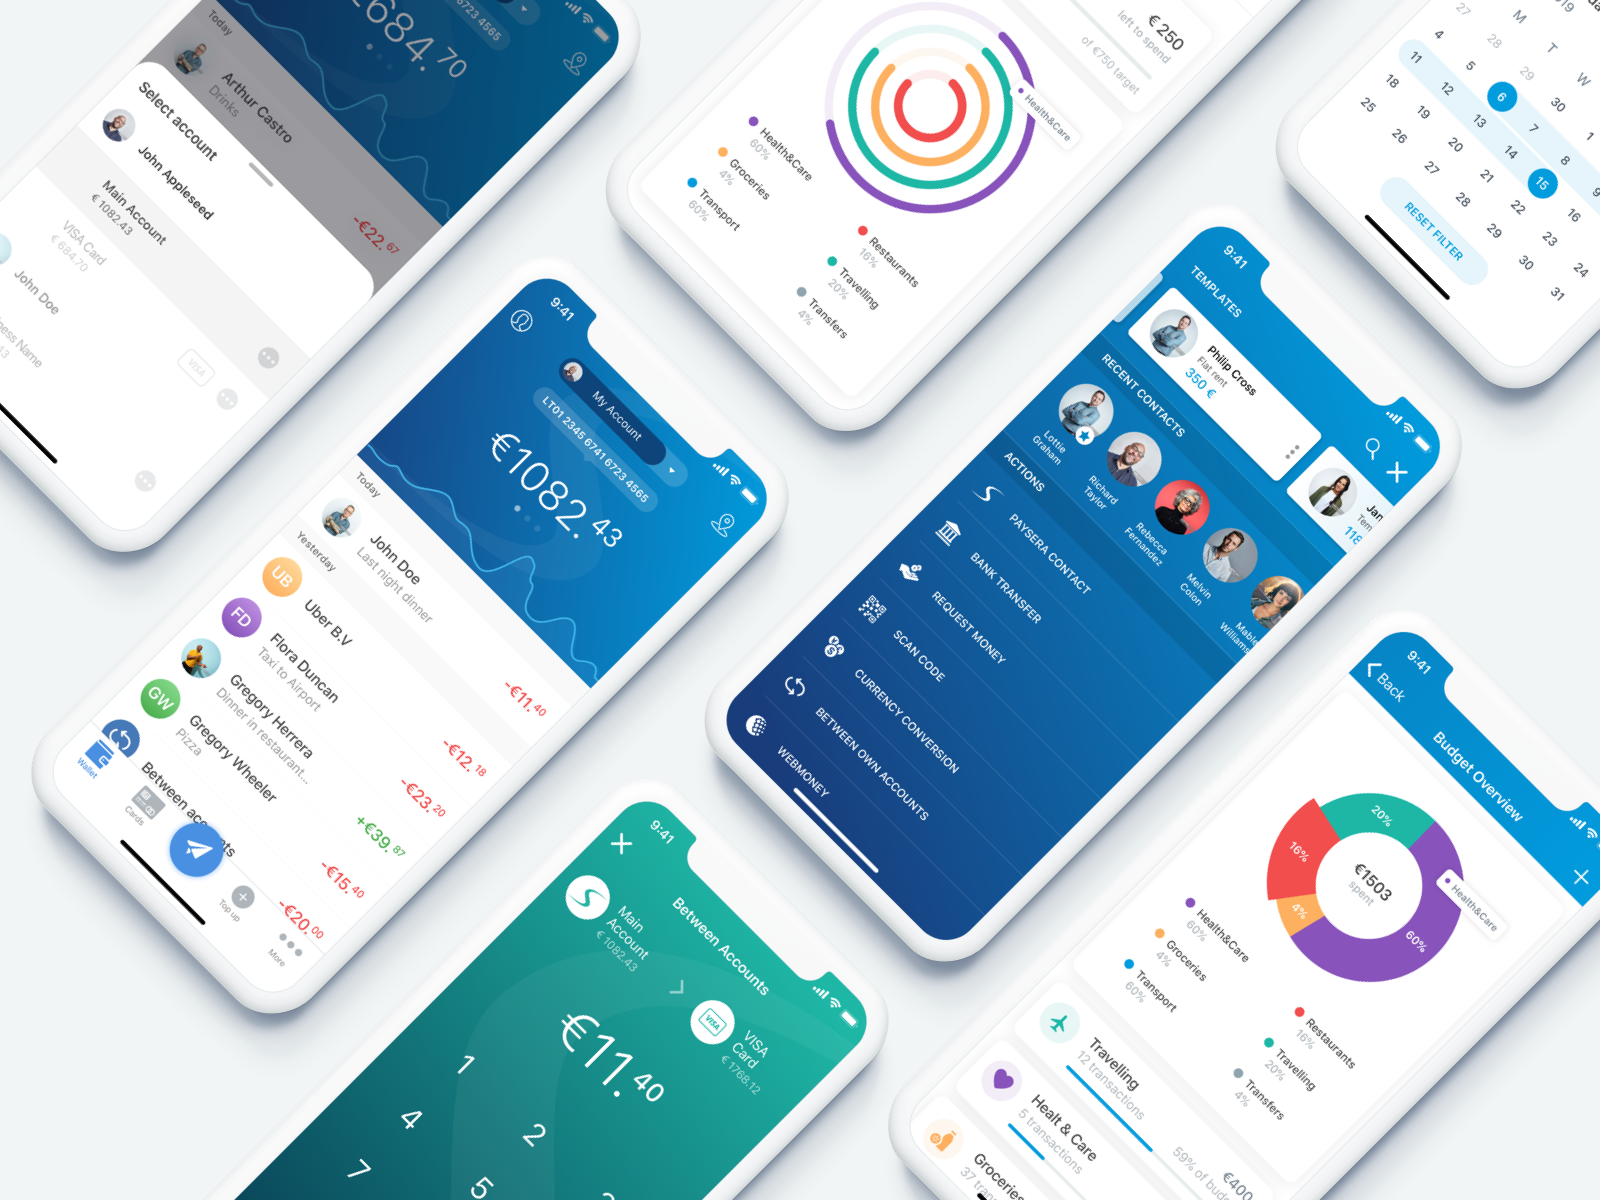 €684.70
6723 4565
Today
Arthur Castro
Drinks
-€22.67
Select account
John Appleseed
Main Account
€ 1082.43
VISA Card
€ 684.70
VISA
John Doe
ness Name
€250
left to spend
of €750 target
Health&Care
Health&Care
60%
Groceries
4%
Transport
60%
Restaurants
16%
Travelling
20%
Transfers
4%
2019
M
T
W
27
28
29
30
1
4
5
6
7
8
9
11
12
13
14
15
16
18
19
20
21
22
23
24
25
26
27
28
29
30
31
RESET FILTER
9:41
My Account
LT01 2345 6741 6723 4565
€1082.43
Today
John Doe
Last night dinner
-€11.40
Yesterday
UB
Uber B.V
-€12.18
FD
Flora Duncan
Taxi to Airport
-€23.20
Gregory Herrera
Dinner in restaurant...
+€39.87
GW
Gregory Wheeler
Pizza
-€15.40
Between accounts
-€20.00
Wallet
Cards
Top up
More
9:41
TEMPLATES
Philip Cross
Flat rent
350 €
Jan
Tem
118
RECENT CONTACTS
Lottie
Graham
Richard
Taylor
Rebecca
Fernandez
Melvin
Colon
Mable
Williams
ACTIONS
PAYSERA CONTACT
BANK TRANSFER
REQUEST MONEY
SCAN CODE
CURRENCY CONVERSION
BETWEEN OWN ACCOUNTS
WEBMONEY
9:41
Between Accounts
Main
Account
€ 1082.43
VISA
VISA
Card
€ 1768.12
€11.40
1
2
4
5
7
9:41
Back
Budget Overview
20%
16%
4%
60%
€1503
spent
Health&Care
Health&Care
60%
Groceries
4%
Transport
60%
Restaurants
16%
Travelling
20%
Transfers
4%
Travelling
12 transactions
€400
59% of budg
Healt & Care
5 transactions
Groceries
37 tran